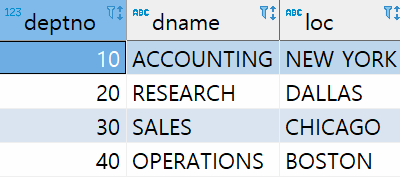 123 deptno ABC dname ABC loc
10 ACCOUNTING NEW YORK
20 RESEARCH DALLAS
30 SALES CHICAGO
40 OPERATIONS BOSTON